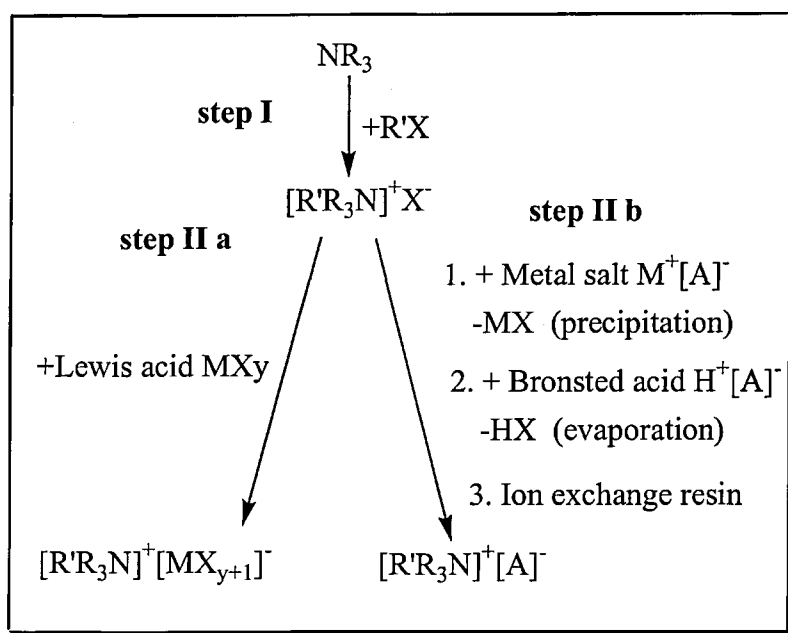 NR₃
step I
+R'X
[R'R₃N]⁺X⁻
step II a
step II b
1. + Metal salt M⁺[A]⁻
-MX (precipitation)
+Lewis acid MXy
2. + Bronsted acid H⁺[A]⁻
-HX (evaporation)
3. Ion exchange resin
[R'R₃N]⁺[MXy+1]⁻
[R'R₃N]⁺[A]⁻